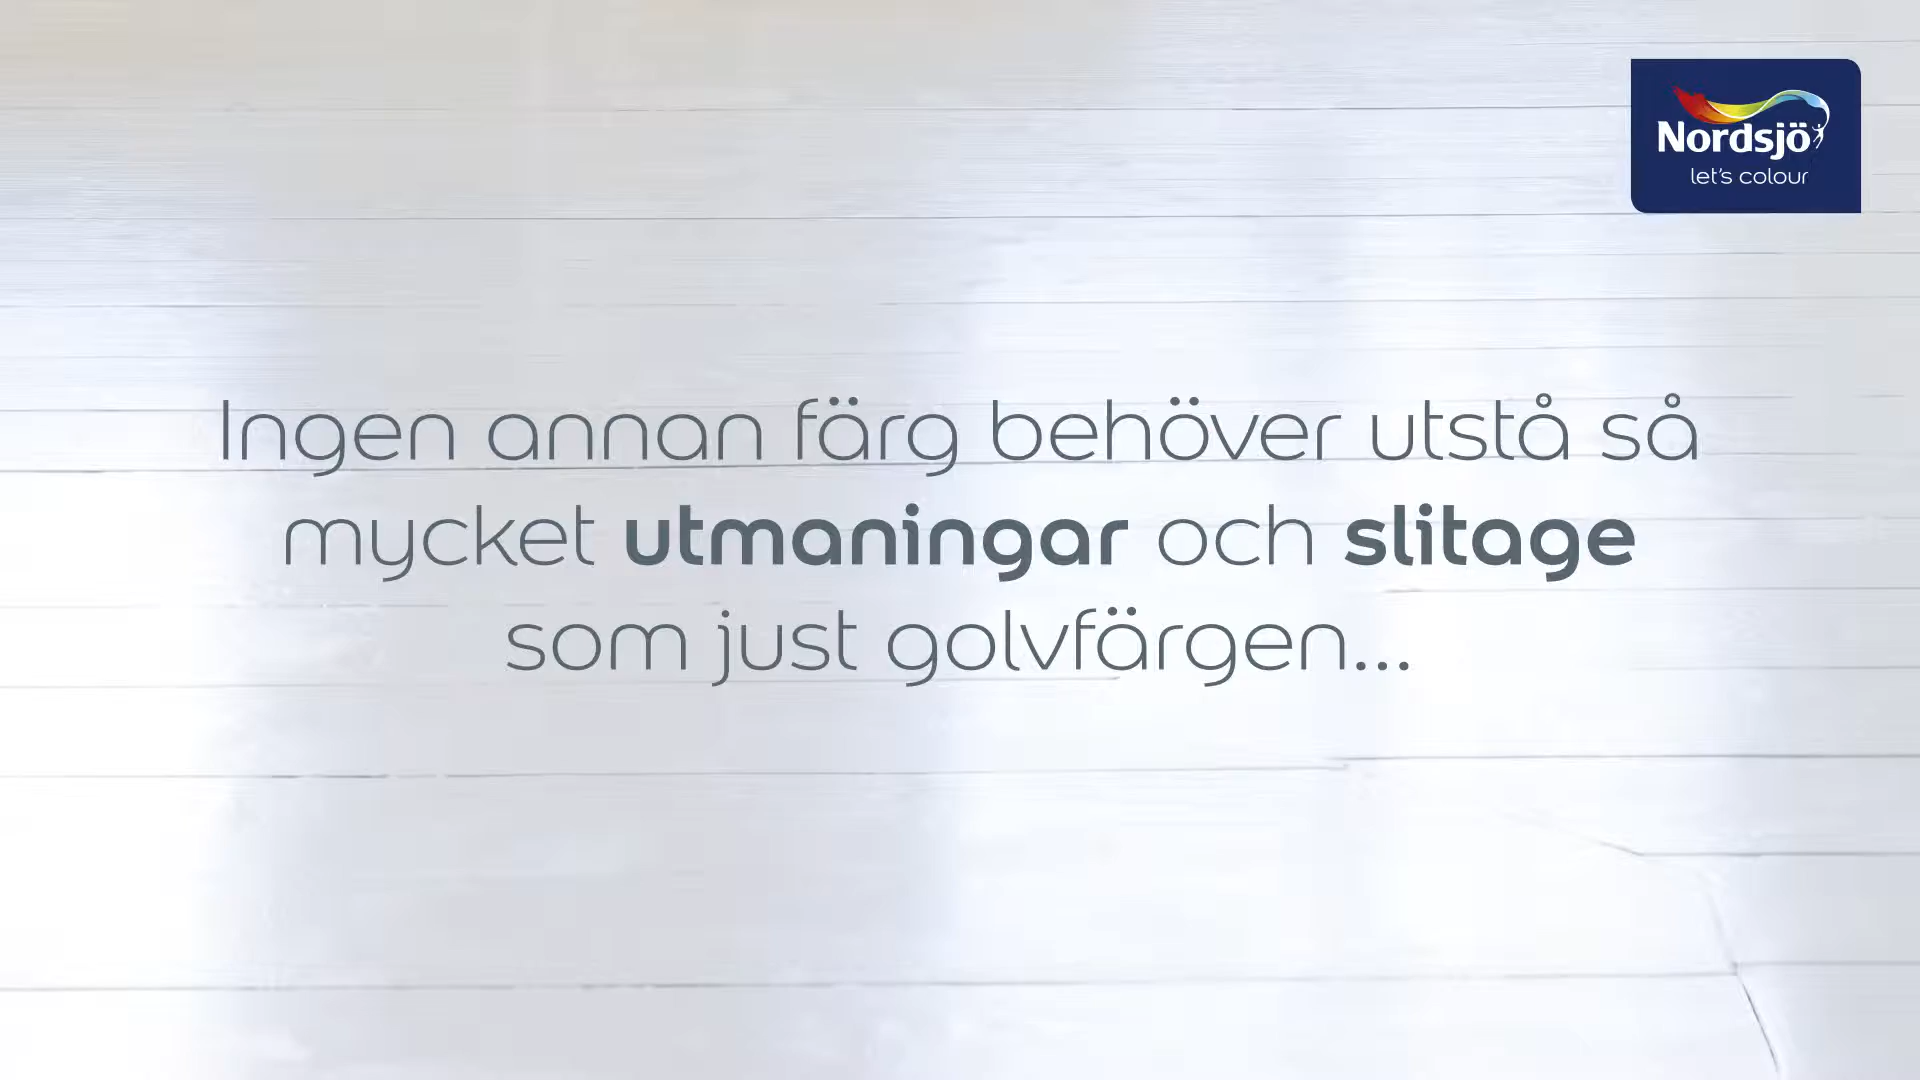 Nordsjö
let's colour
Ingen annan färg behöver utstå så
mycket utmaningar och slitage
som just golvfärgen...